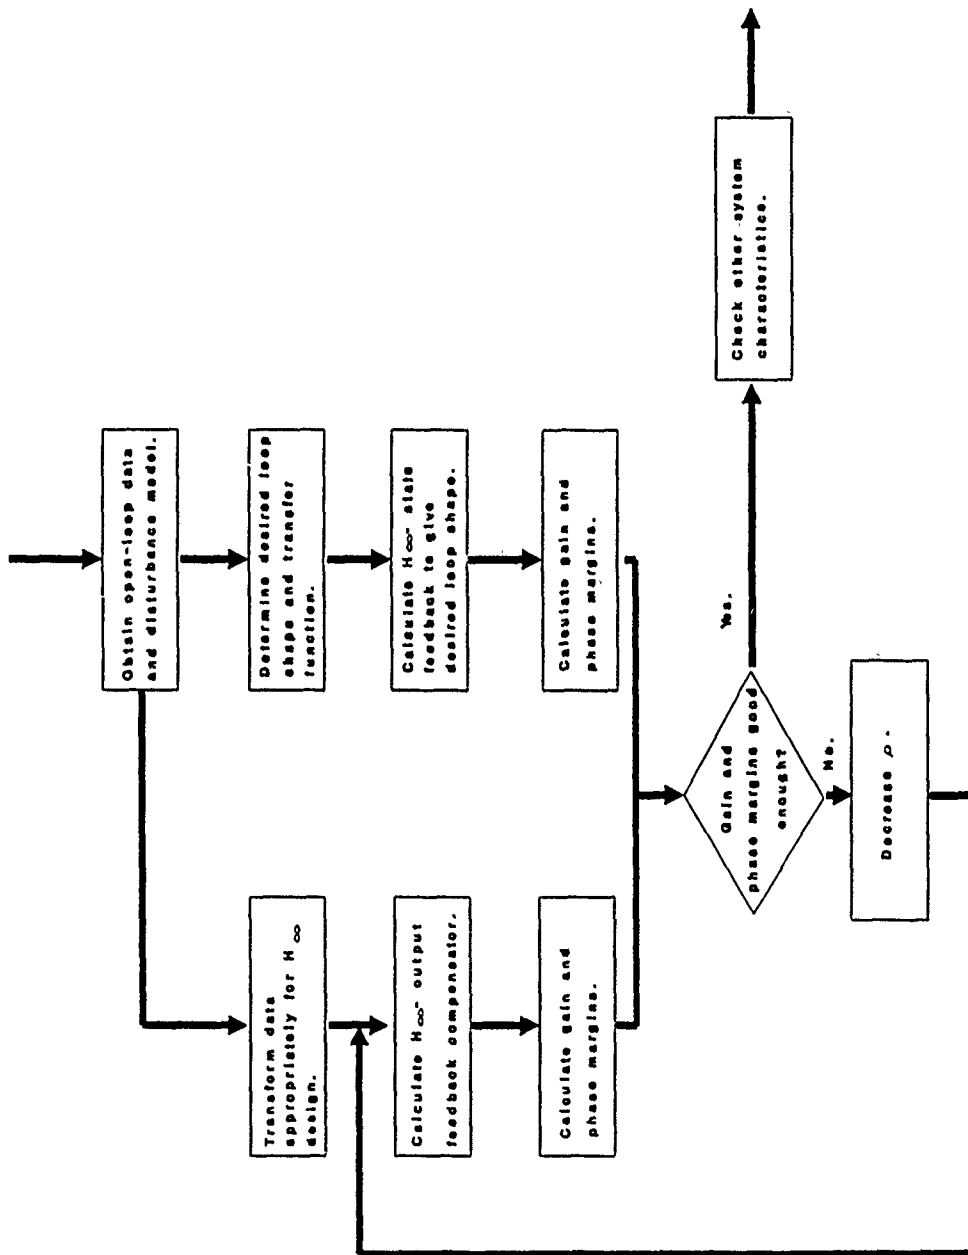 Obtain open-loop data
and disturbance model.
Determine desired loop
shape and transfer
function.
Calculate H∞- state
feedback to give
desired loop shape.
Calculate gain and
phase margins.
Transform data
appropriately for H∞
design.
Calculate H∞- output
feedback compensator.
Calculate gain and
phase margins.
Gain and
phase margins good
enough?
Yes.
No.
Check other system
characteristics.
Decrease ρ.